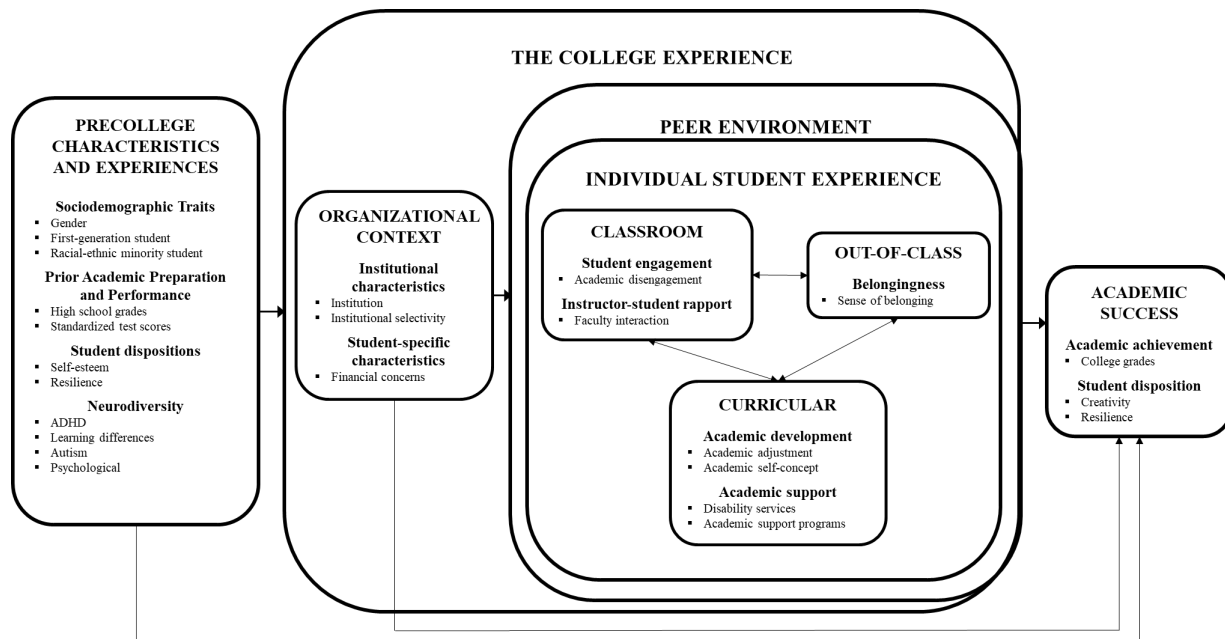 THE COLLEGE EXPERIENCE
PRECOLLEGE
CHARACTERISTICS
AND EXPERIENCES
Sociodemographic Traits
▪ Gender
▪ First-generation student
▪ Racial-ethnic minority student
Prior Academic Preparation
and Performance
▪ High school grades
▪ Standardized test scores
Student dispositions
▪ Self-esteem
▪ Resilience
Neurodiversity
▪ ADHD
▪ Learning differences
▪ Autism
▪ Psychological
ORGANIZATIONAL
CONTEXT
Institutional
characteristics
▪ Institution
▪ Institutional selectivity
Student-specific
characteristics
▪ Financial concerns
PEER ENVIRONMENT
INDIVIDUAL STUDENT EXPERIENCE
CLASSROOM
Student engagement
▪ Academic disengagement
Instructor-student rapport
▪ Faculty interaction
OUT-OF-CLASS
Belongingness
▪ Sense of belonging
CURRICULAR
Academic development
▪ Academic adjustment
▪ Academic self-concept
Academic support
▪ Disability services
▪ Academic support programs
ACADEMIC
SUCCESS
Academic achievement
▪ College grades
Student disposition
▪ Creativity
▪ Resilience